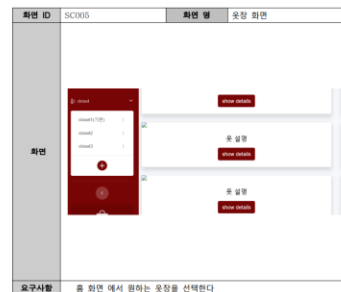 화면 ID SC005 화면 명 옷장 화면
화면
closet
closet1(기본)
closet2
closet3
show details
옷 설명
show details
옷 설명
show details
요구사항 홈 화면 에서 원하는 옷장을 선택한다